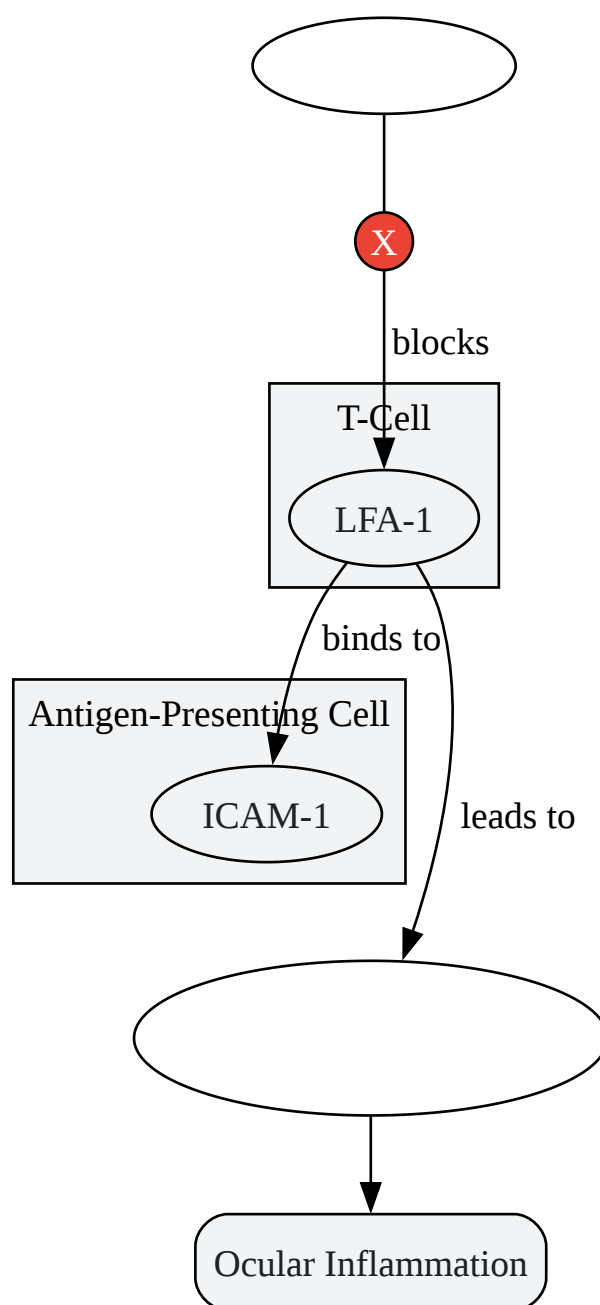 X
blocks
T-Cell
LFA-1
binds to
Antigen-Presenting Cell
ICAM-1
leads to
Ocular Inflammation